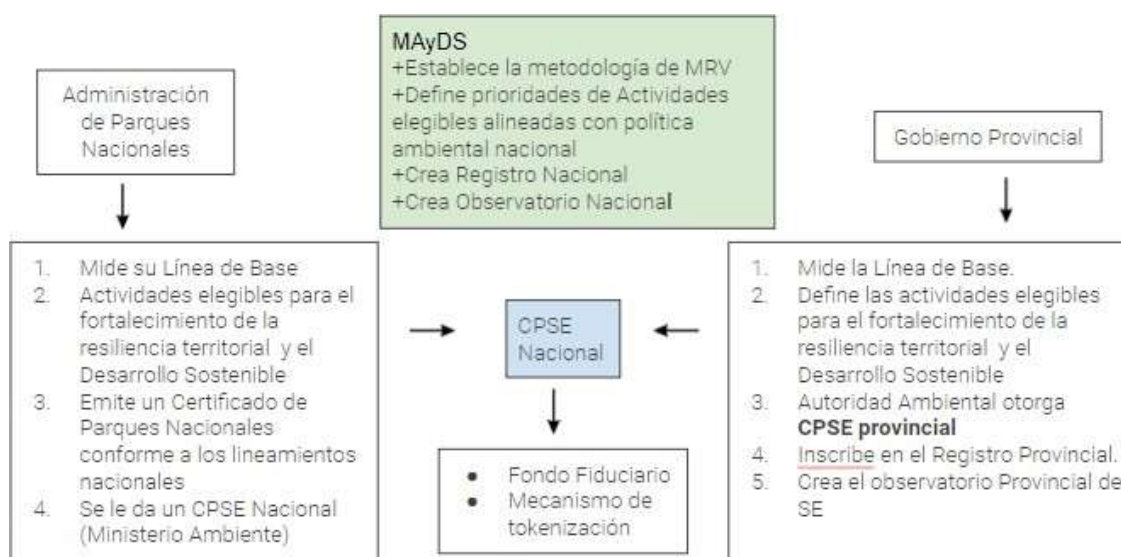 MAyDS
+Establece la metodología de MRV
+Define prioridades de Actividades
elegibles alineadas con política
ambiental nacional
+Crea Registro Nacional
+Crea Observatorio Nacional
Administración
de Parques
Nacionales
Gobierno Provincial
1. Mide su Línea de Base
2. Actividades elegibles para el
fortalecimiento de la
resiliencia territorial y el
Desarrollo Sostenible
3. Emite un Certificado de
Parques Nacionales
conforme a los lineamientos
nacionales
4. Se le da un CPSE Nacional
(Ministerio Ambiente)
CPSE
Nacional
● Fondo Fiduciario
● Mecanismo de
tokenización
1. Mide la Línea de Base.
2. Define las actividades elegibles
para el fortalecimiento de la
resiliencia territorial y el
Desarrollo Sostenible
3. Autoridad Ambiental otorga
CPSE provincial
4. Inscribe en el Registro Provincial.
5. Crea el observatorio Provincial de
SE